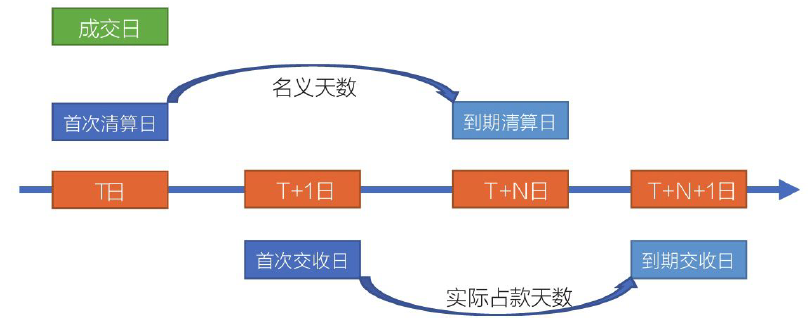 成交日
名义天数
首次清算日
到期清算日
T日
T+1日
T+N日
T+N+1日
首次交收日
到期交收日
实际占款天数